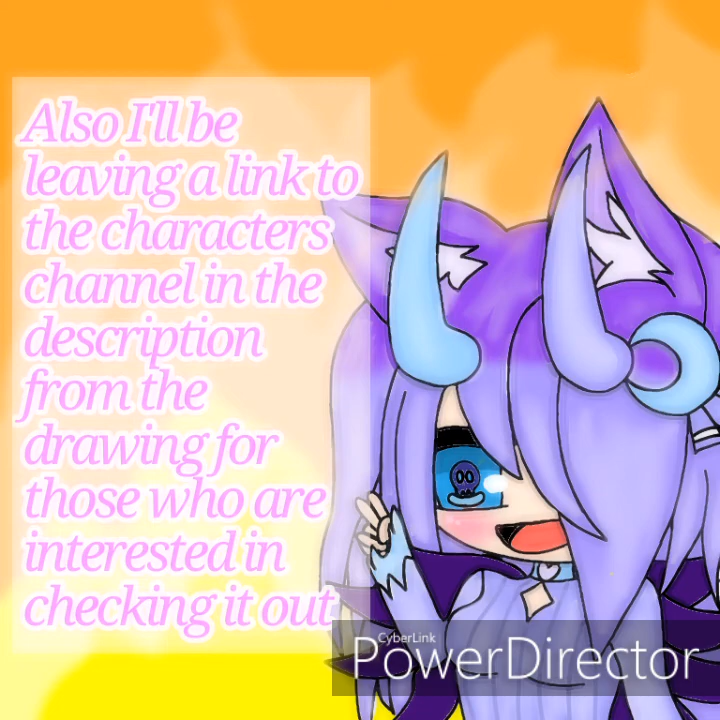 Also I'll be
leaving a link to
the characters
channel in the
description
from the
drawing for
those who are
interested in
checking it out
CyberLink
PowerDirector